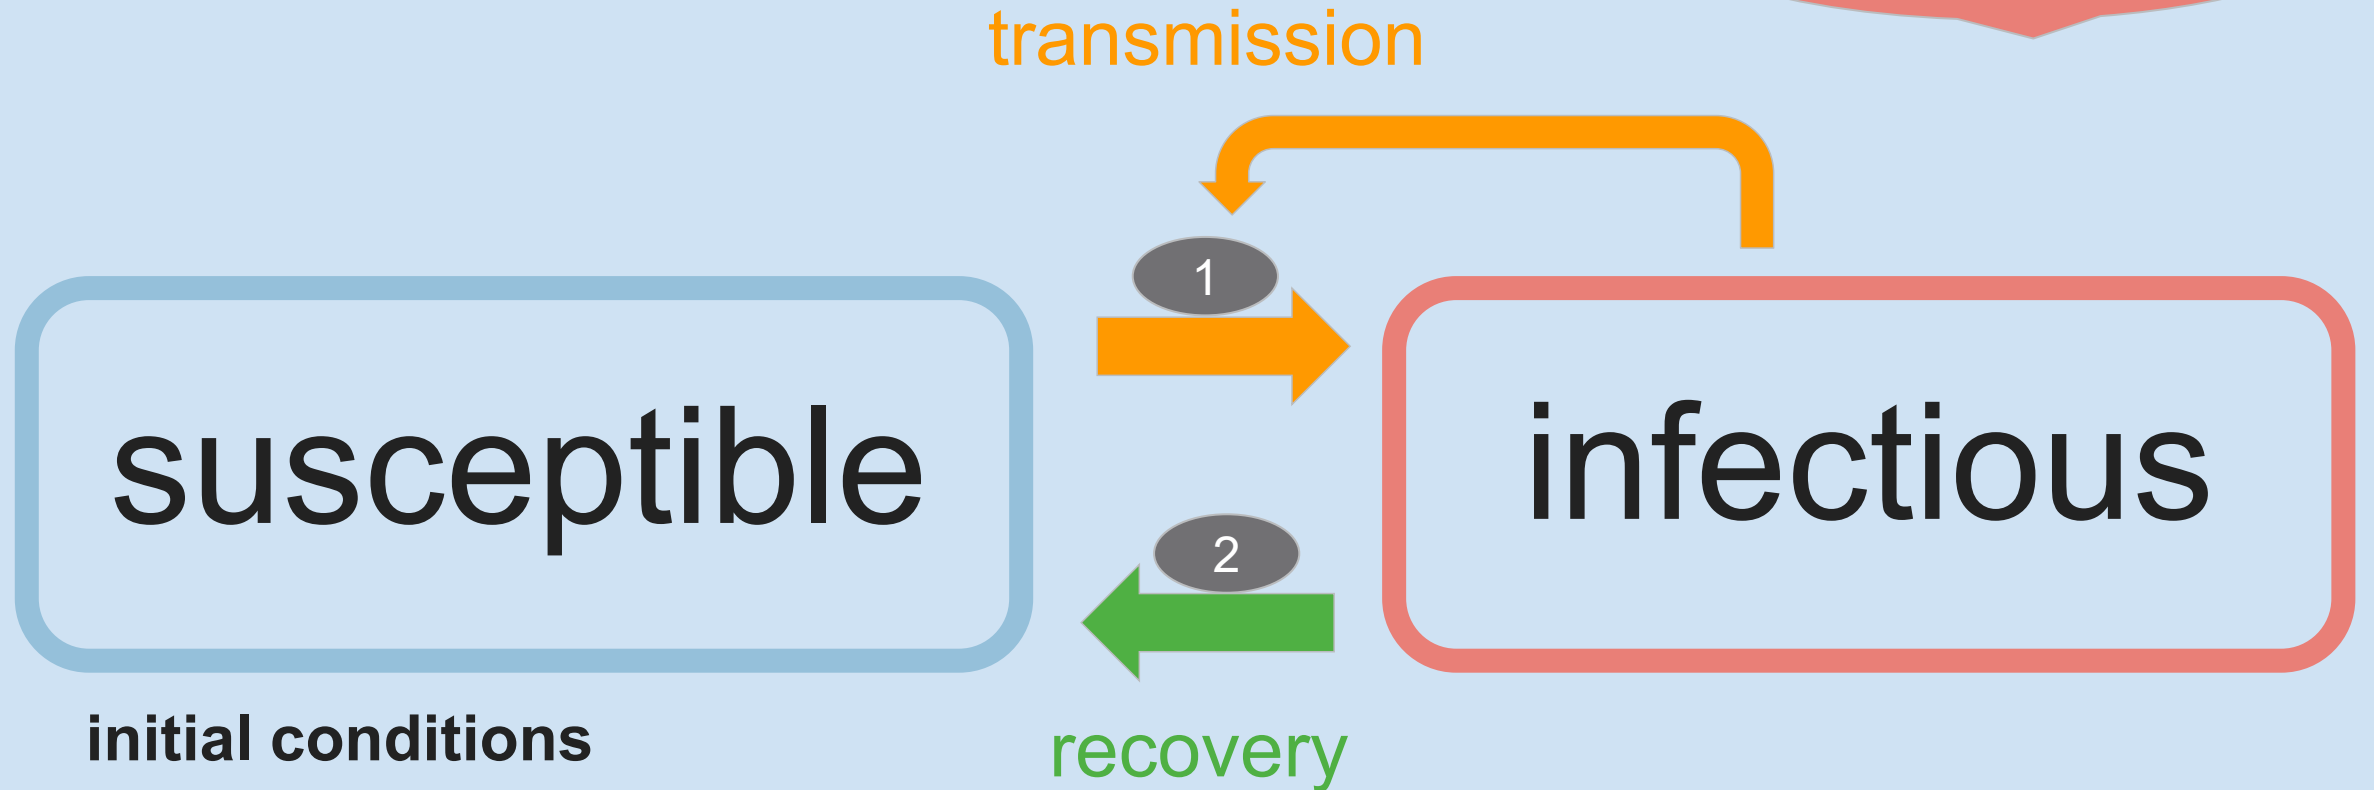 transmission
1
susceptible
infectious
2
initial conditions
recovery